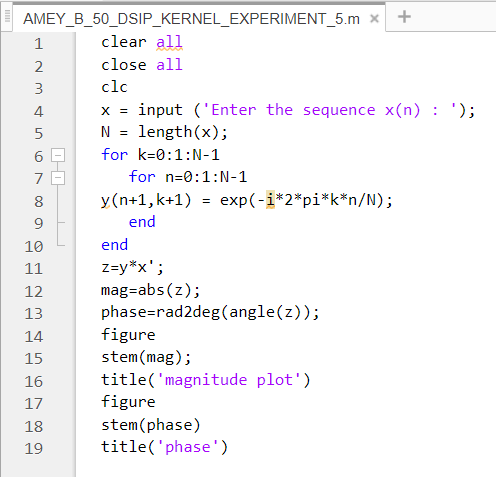 AMEY_B_50_DSIP_KERNEL_EXPERIMENT_5.m × +
1 clear all
2 close all
3 clc
4 x = input ('Enter the sequence x(n) : ');
5 N = length(x);
6 for k=0:1:N-1
7 for n=0:1:N-1
8 y(n+1,k+1) = exp(-i*2*pi*k*n/N);
9 end
10 end
11 z=y*x';
12 mag=abs(z);
13 phase=rad2deg(angle(z));
14 figure
15 stem(mag);
16 title('magnitude plot')
17 figure
18 stem(phase)
19 title('phase')